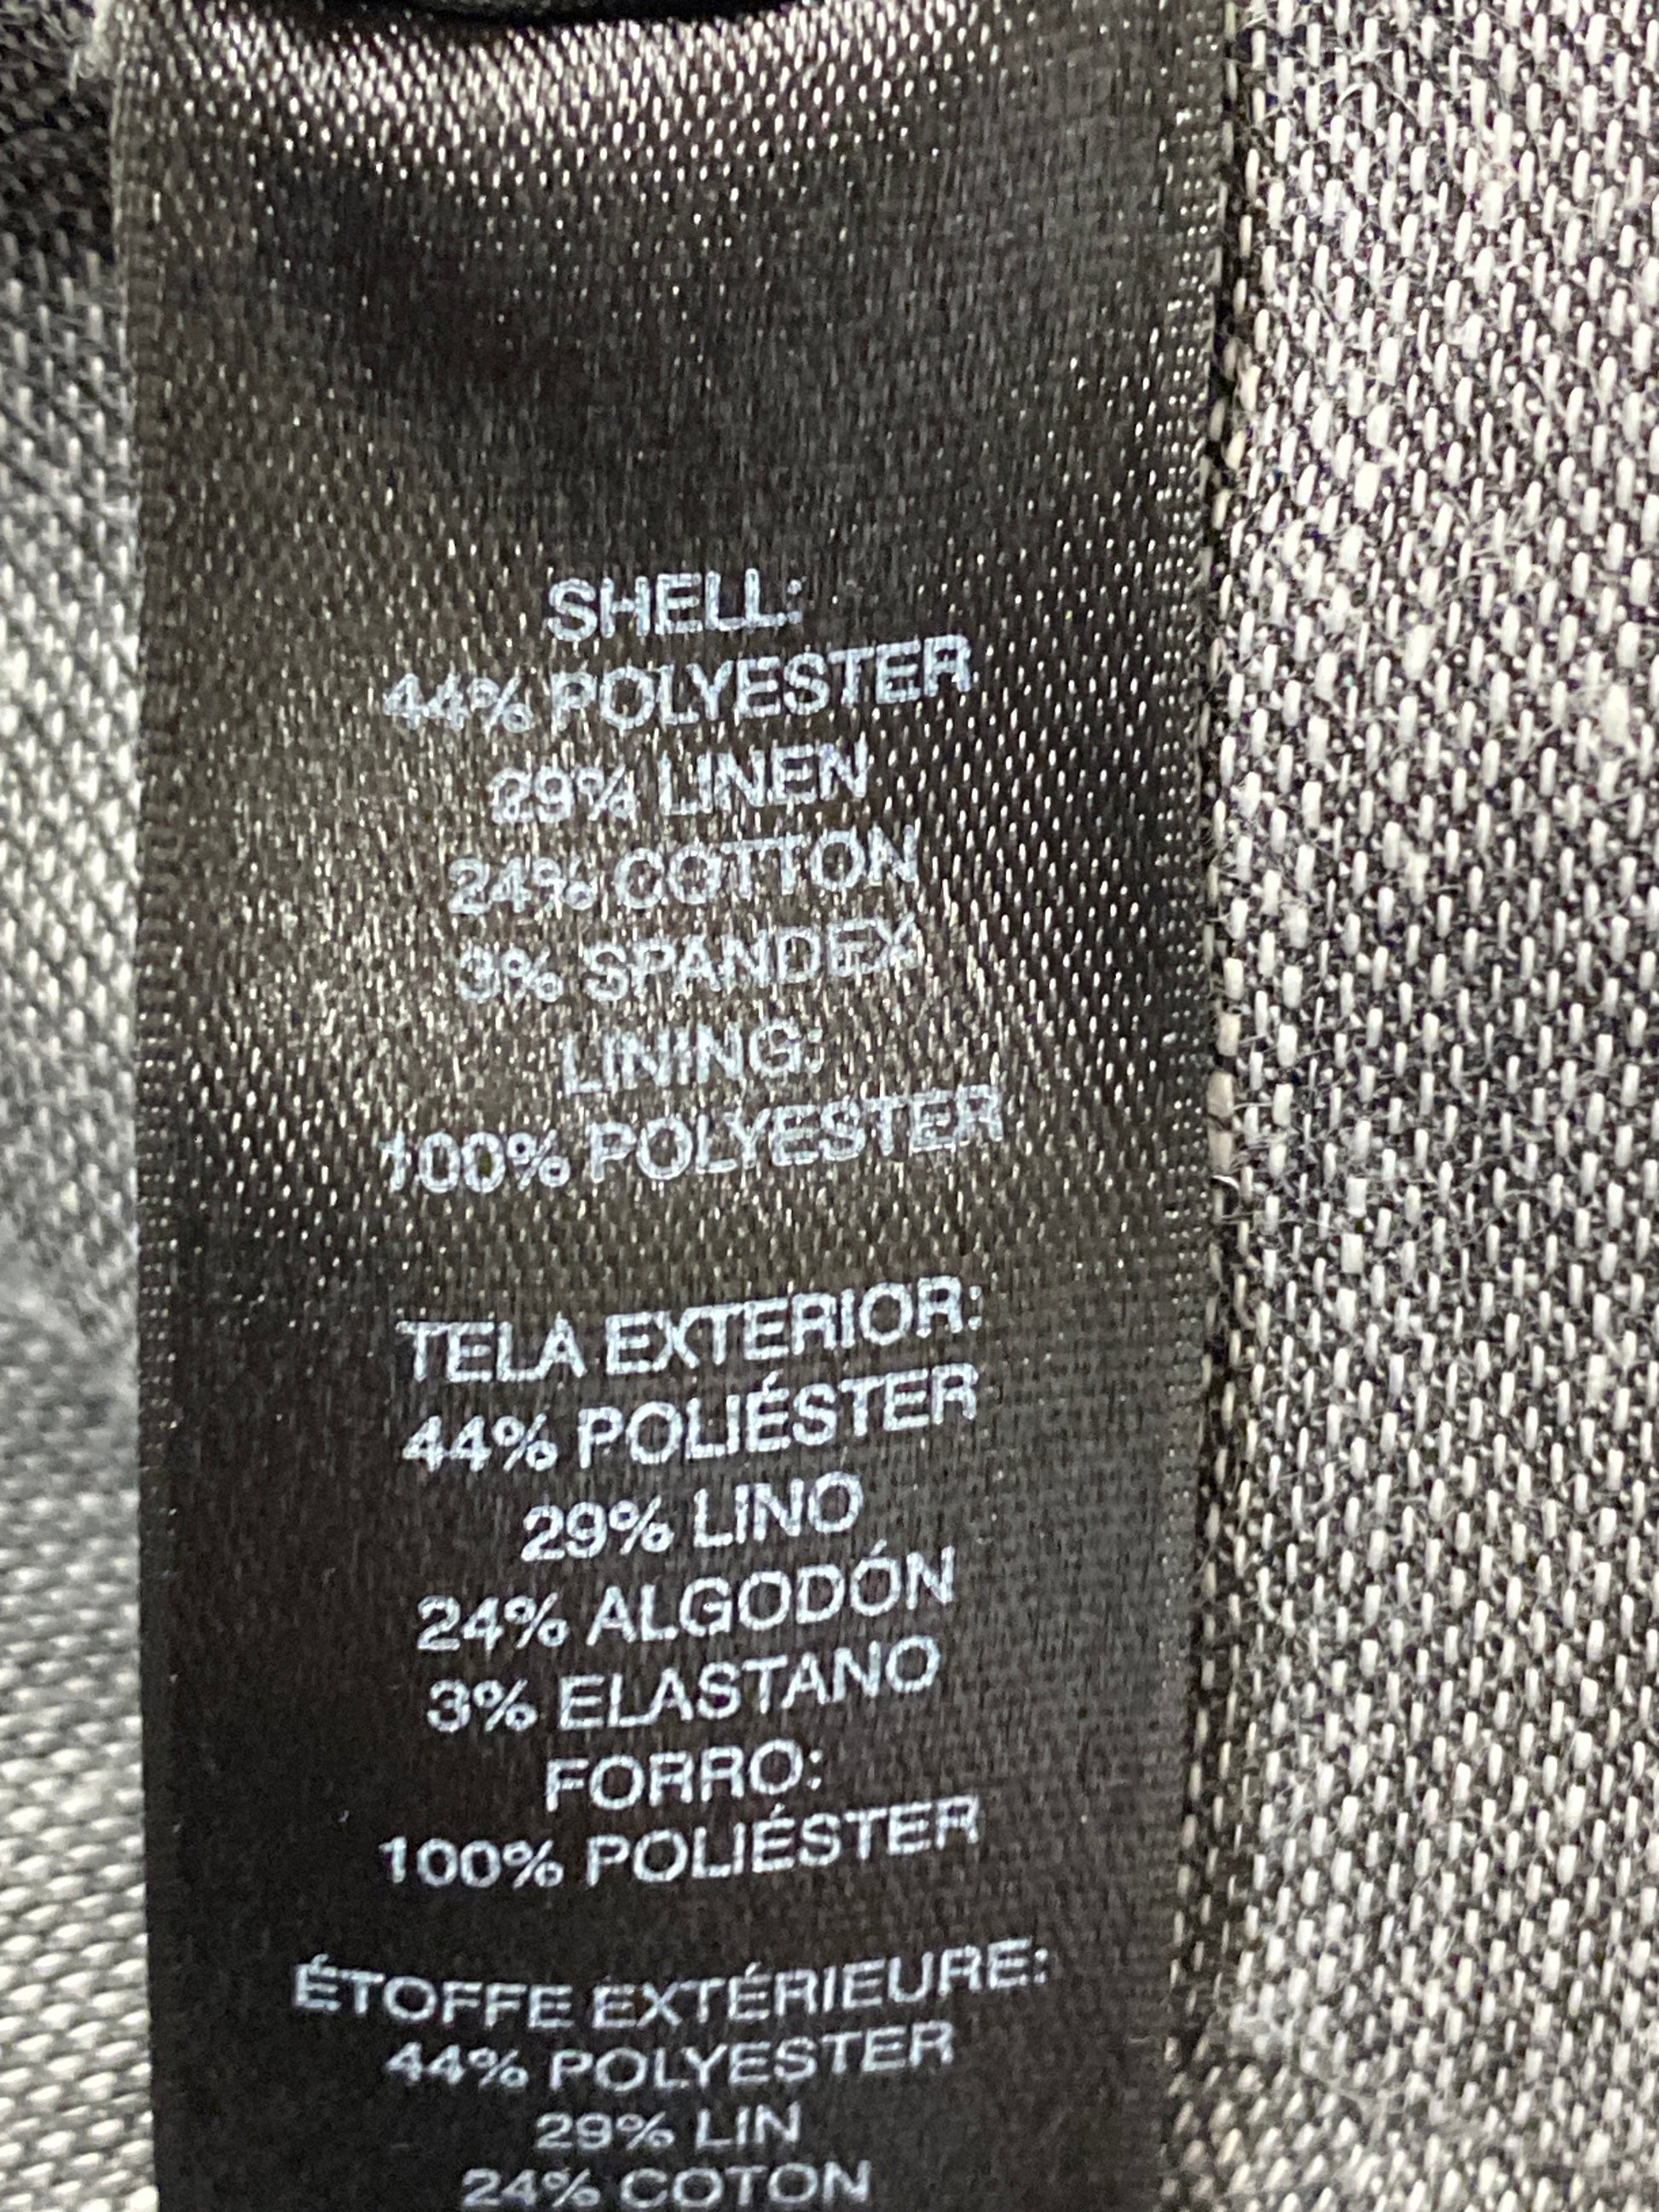 SHELL:
44% POLYESTER
29% LINEN
24% COTTON
3% SPANDEX
LINING:
100% POLYESTER
TELA EXTERIOR:
44% POLIÉSTER
29% LINO
24% ALGODÓN
3% ELASTANO
FORRO:
100% POLIÉSTER
ÉTOFFE EXTÉRIEURE:
44% POLYESTER
29% LIN
24% COTON